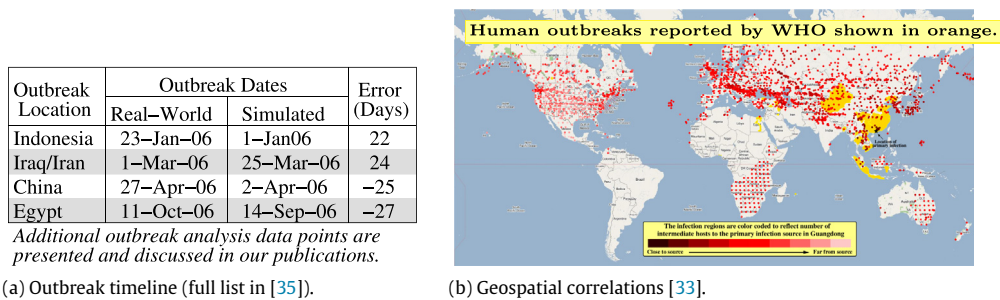 Outbreak Location Outbreak Dates Error (Days)
Real–World Simulated
Indonesia 23–Jan–06 1–Jan06 22
Iraq/Iran 1–Mar–06 25–Mar–06 24
China 27–Apr–06 2–Apr–06 –25
Egypt 11–Oct–06 14–Sep–06 –27
Additional outbreak analysis data points are
presented and discussed in our publications.
(a) Outbreak timeline (full list in [35]).
Human outbreaks reported by WHO shown in orange.
Location of
primary infection
The infection regions are color coded to reflect number of
intermediate hosts to the primary infection source in Guangdong
Close to source Far from source
(b) Geospatial correlations [33].